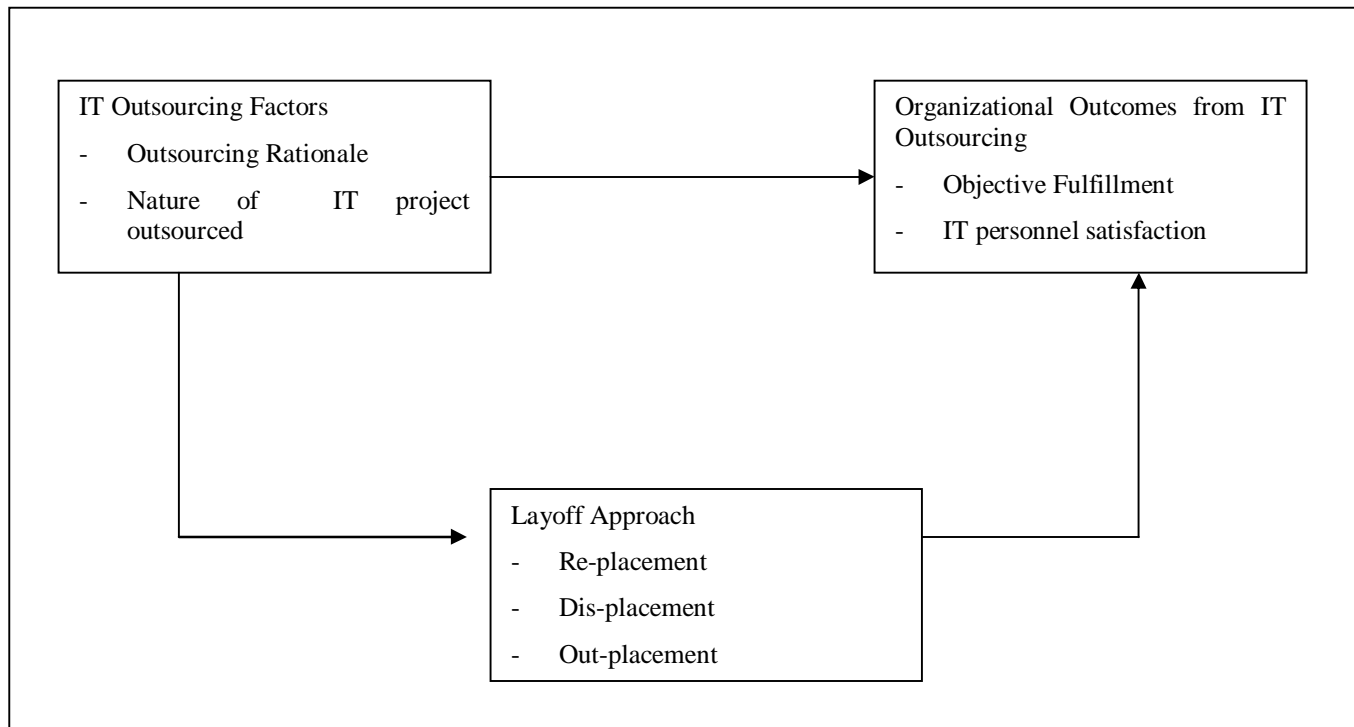 IT Outsourcing Factors
- Outsourcing Rationale
- Nature of IT project
outsourced
Organizational Outcomes from IT
Outsourcing
- Objective Fulfillment
- IT personnel satisfaction
Layoff Approach
- Re-placement
- Dis-placement
- Out-placement